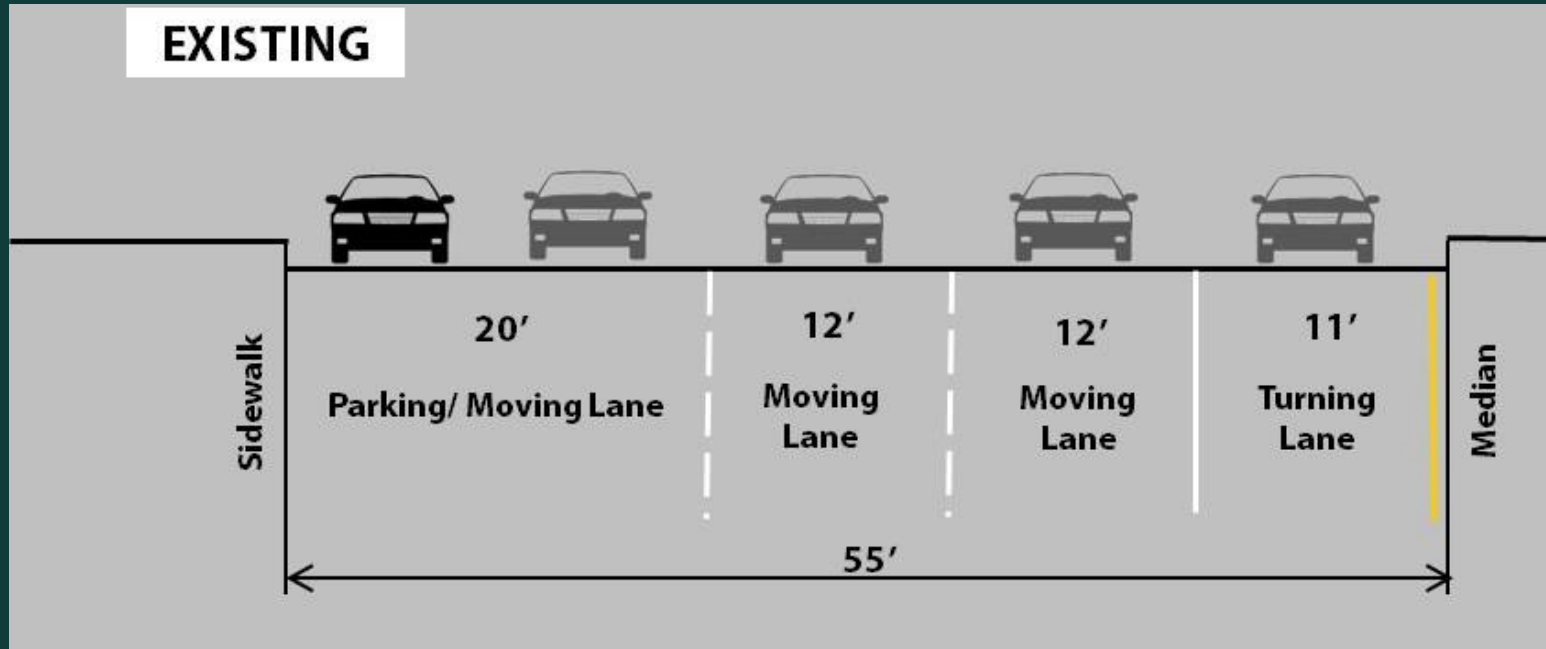 EXISTING
20’
12’
12’
11’
Sidewalk
Parking/ Moving Lane
Moving
Lane
Moving
Lane
Turning
Lane
Median
55’